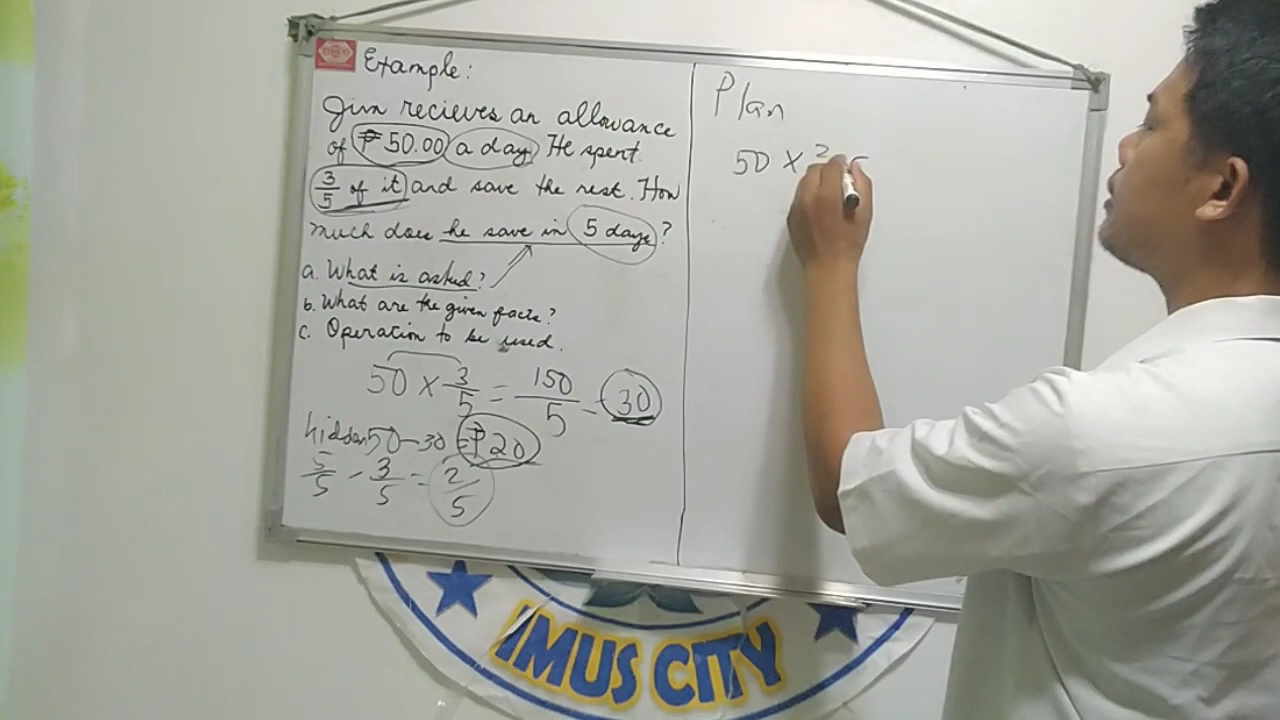 Example:
Jim recieves an allowance
of ₱50.00 a day. He spent
3/5 of it and save the rest. How
much does he save in 5 days?
a. What is asked?
b. What are the given facts?
c. Operation to be used.
50 × 3/5 = 150/5 = 30
hidden 50 - 30 = ₱20
5/5 - 3/5 = 2/5
Plan
50 × 2
IMUS CITY